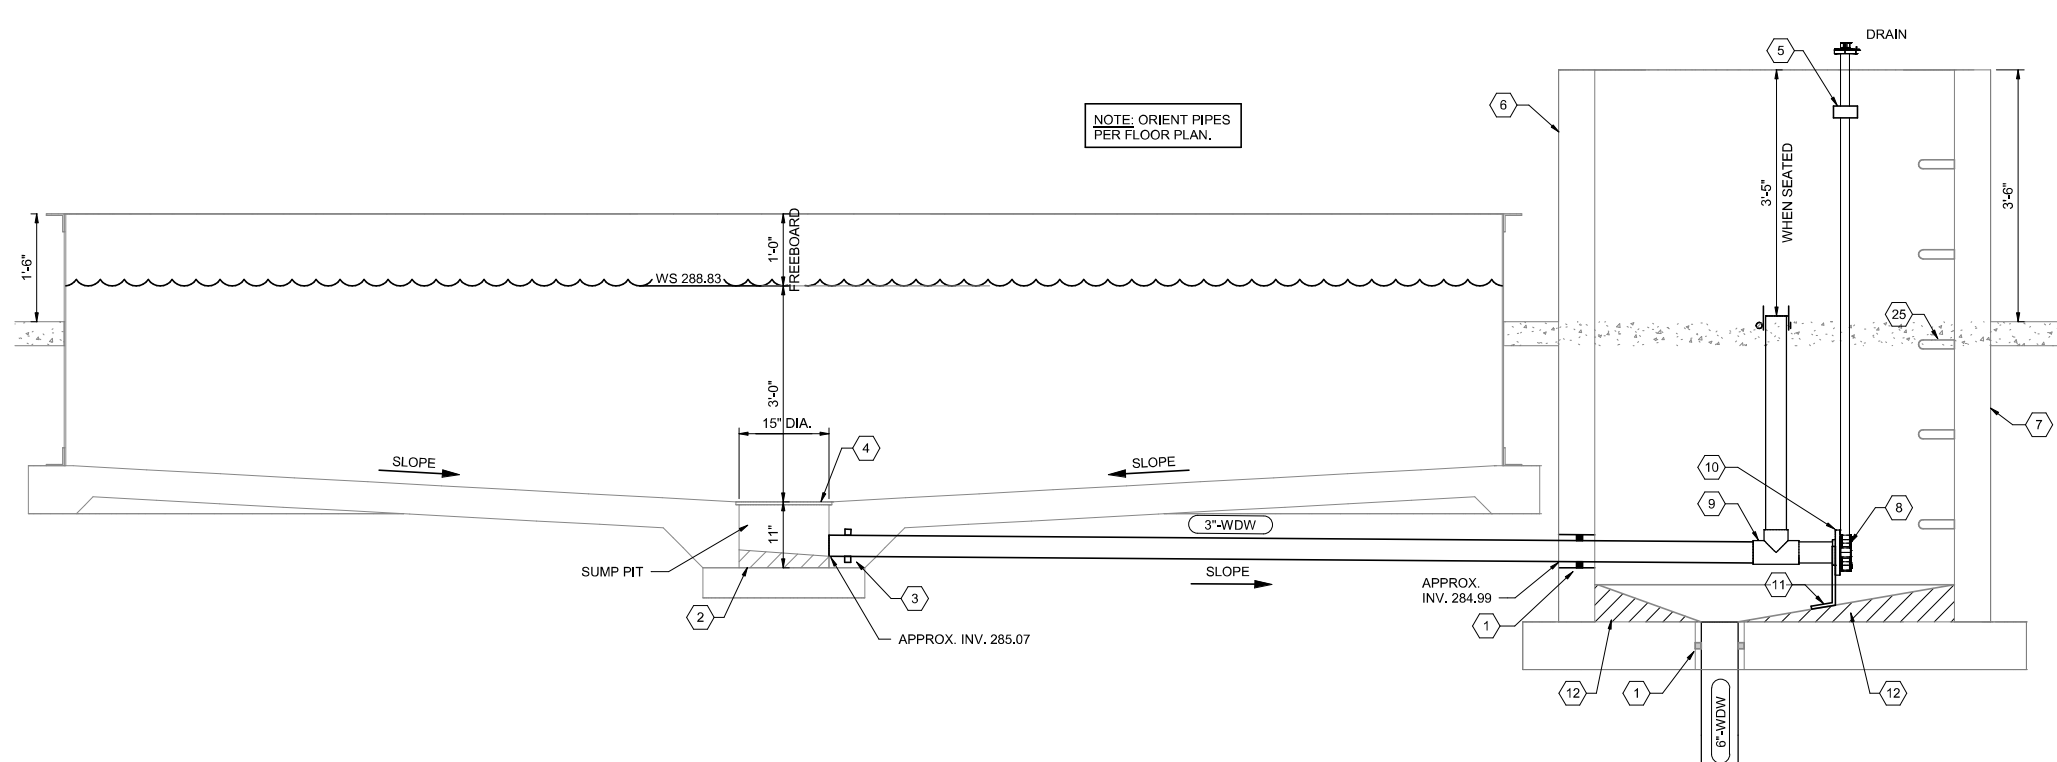 DRAIN
5
6
NOTE: ORIENT PIPES
PER FLOOR PLAN.
3'-5"
WHEN SEATED
3'-6"
1'-6"
1'-0"
FREEBOARD
WS 288.83
25
3'-0"
15" DIA.
4
7
SLOPE
SLOPE
10
9
8
3"-WDW
11"
SUMP PIT
SLOPE
APPROX.
INV. 284.99
11
3
2
1
APPROX. INV. 285.07
12
1
12
6"-WDW